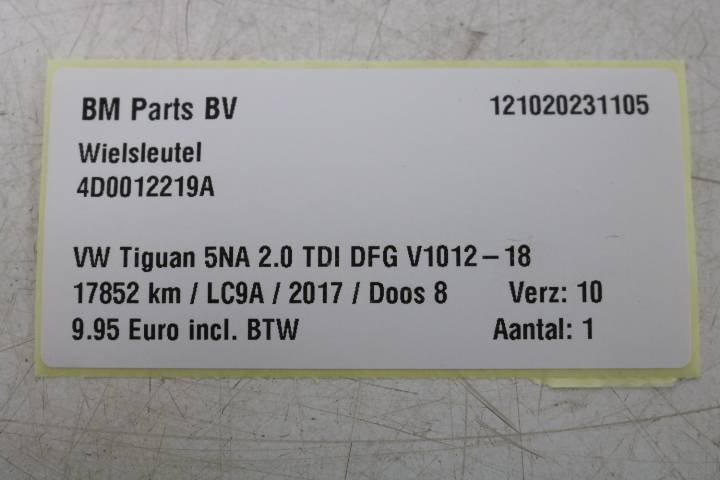 BM Parts BV 121020231105
Wielsleutel
4D0012219A
VW Tiguan 5NA 2.0 TDI DFG V1012-18
17852 km / LC9A / 2017 / Doos 8 Verz: 10
9.95 Euro incl. BTW Aantal: 1